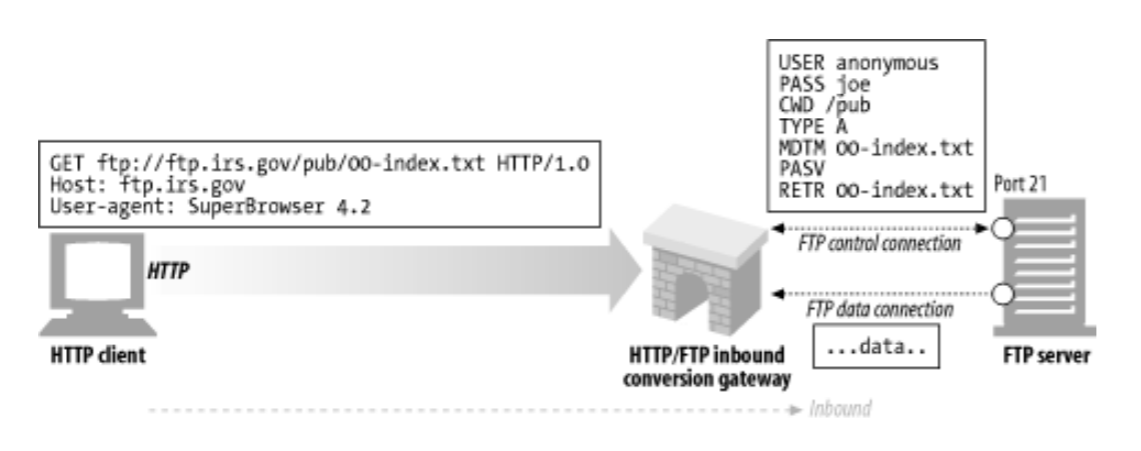 USER anonymous
PASS joe
CWD /pub
TYPE A
MDTM 00-index.txt
PASV
RETR 00-index.txt
Port 21
GET ftp://ftp.irs.gov/pub/00-index.txt HTTP/1.0
Host: ftp.irs.gov
User-agent: SuperBrowser 4.2
FTP control connection
HTTP
FTP data connection
...data..
HTTP client
HTTP/FTP inbound
conversion gateway
FTP server
Inbound